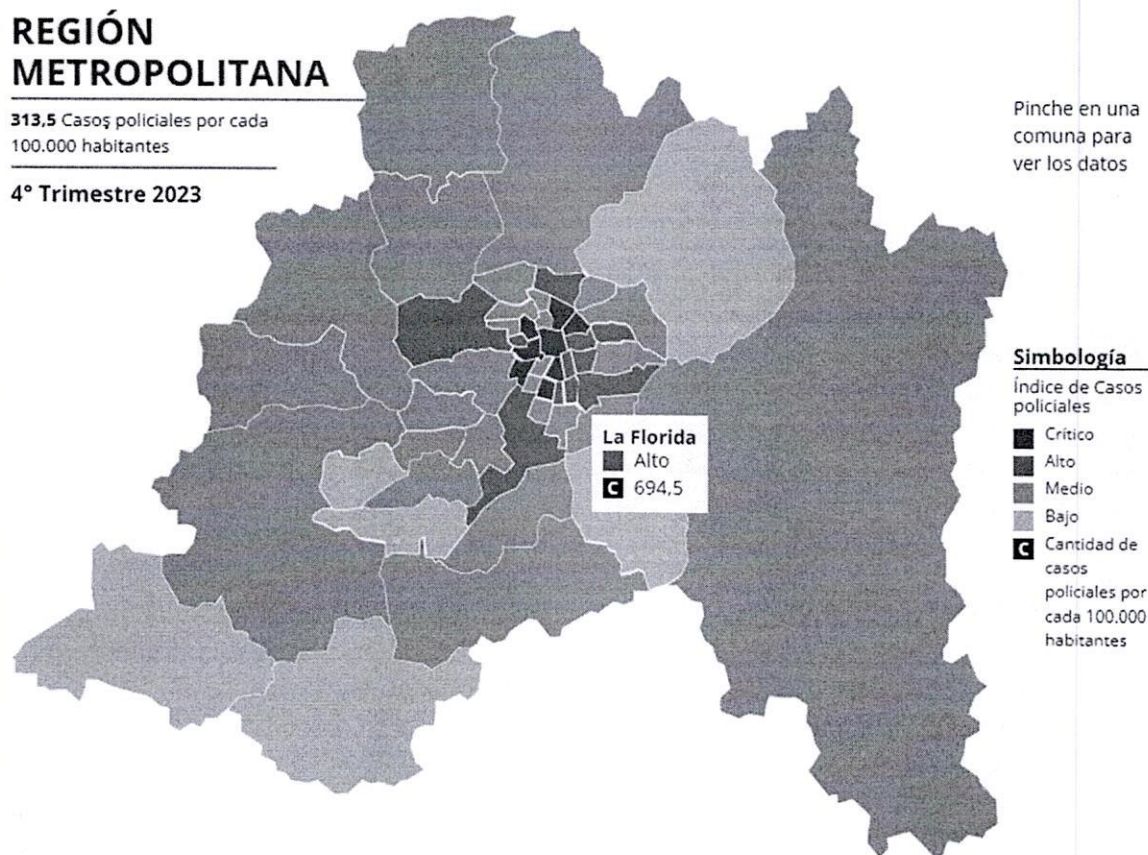 REGIÓN
METROPOLITANA
313,5 Casos policiales por cada
100.000 habitantes
4° Trimestre 2023
Pinche en una
comuna para
ver los datos
La Florida
Alto
C 694,5
Simbología
Índice de Casos
policiales
Crítico
Alto
Medio
Bajo
C Cantidad de
casos
policiales por
cada 100.000
habitantes